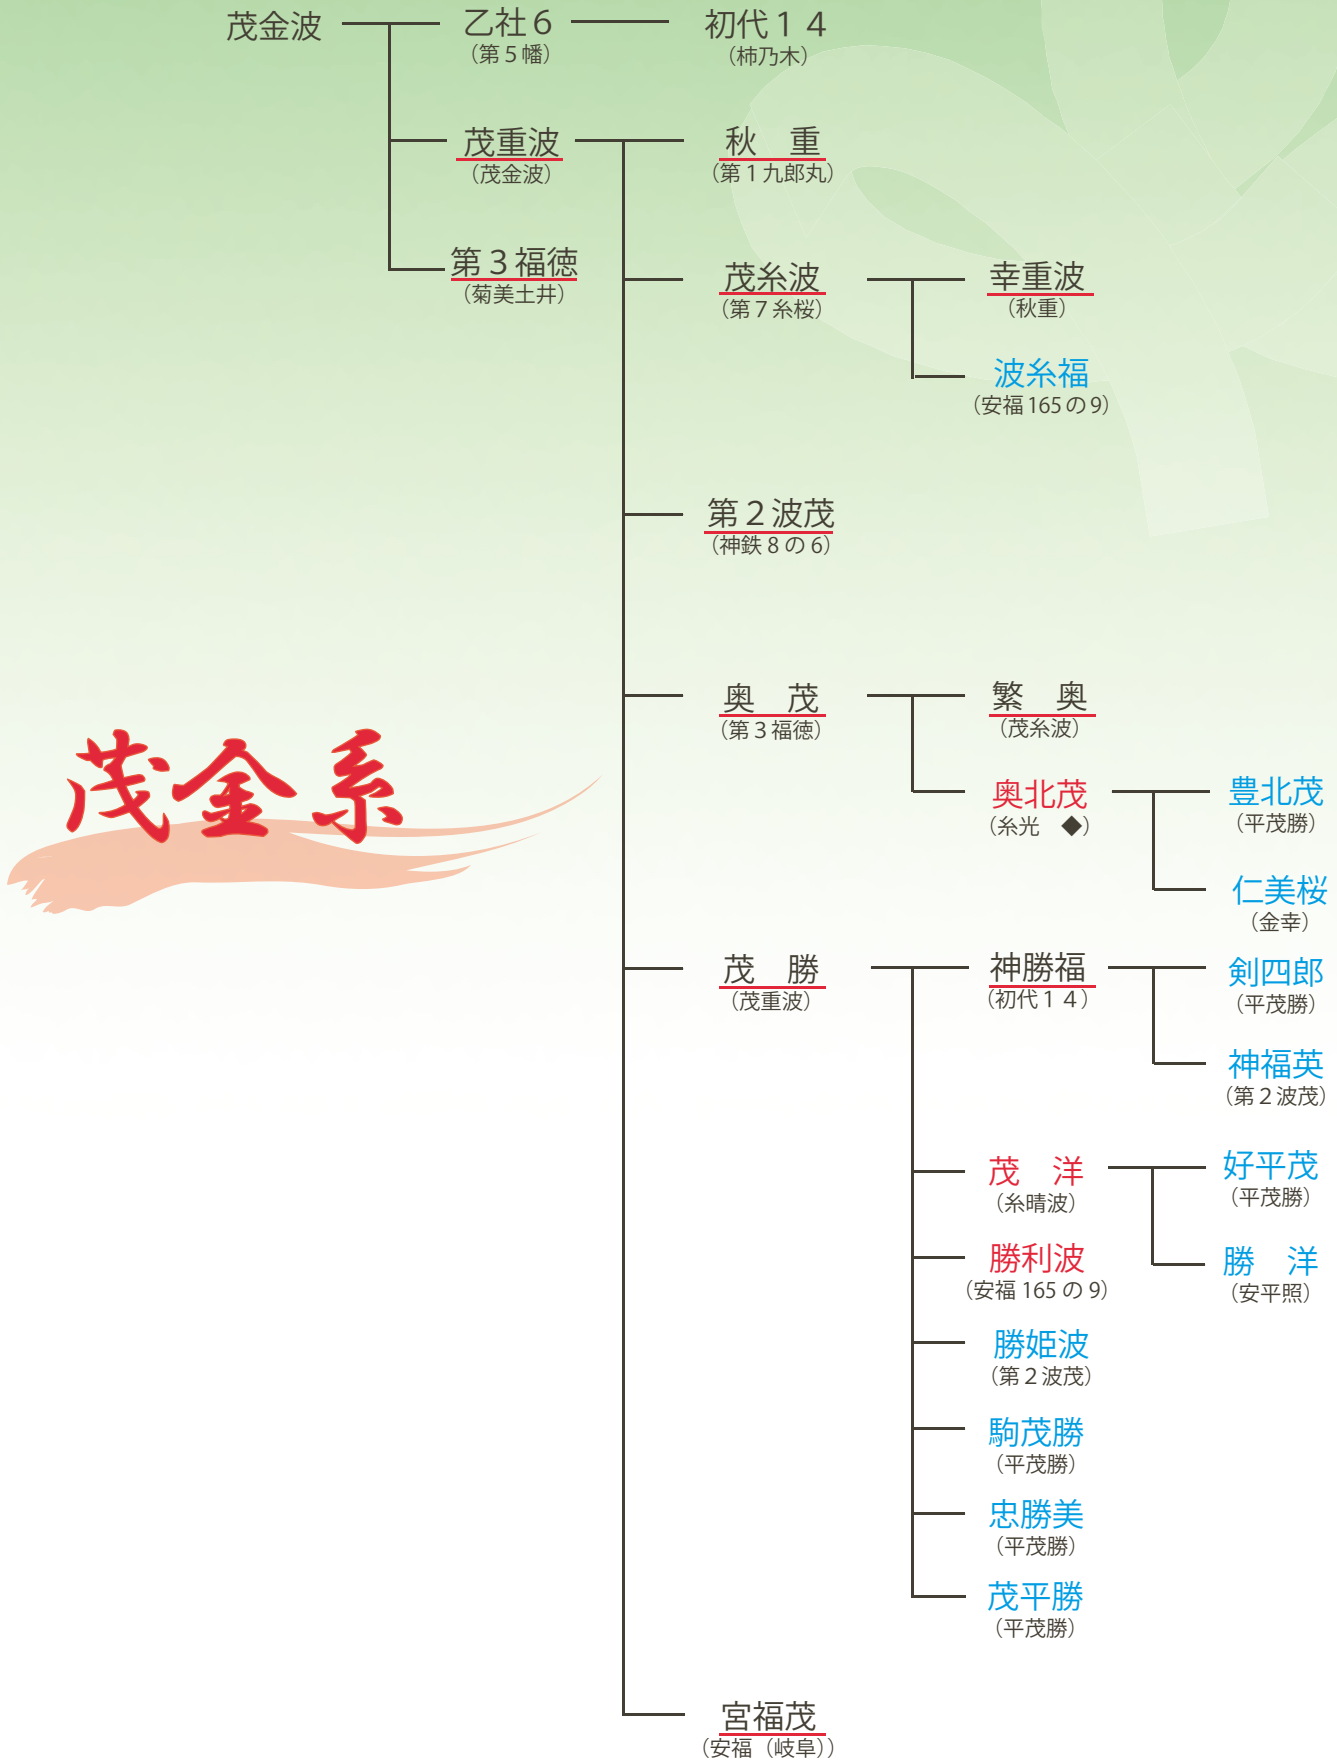 茂金波
乙社６
（第５幡）
初代１４
（柿乃木）
茂重波
（茂金波）
秋　重
（第１九郎丸）
第３福徳
（菊美土井）
茂糸波
（第７糸桜）
幸重波
（秋重）
波糸福
（安福 165 の 9）
第２波茂
（神鉄 8 の 6）
奥　茂
（第３福徳）
繁　奥
（茂糸波）
茂金系
奥北茂
（糸光　◆）
豊北茂
（平茂勝）
仁美桜
（金幸）
茂　勝
（茂重波）
神勝福
（初代１４）
剣四郎
（平茂勝）
神福英
（第２波茂）
茂　洋
（糸晴波）
好平茂
（平茂勝）
勝利波
（安福 165 の 9）
勝　洋
（安平照）
勝姫波
（第２波茂）
駒茂勝
（平茂勝）
忠勝美
（平茂勝）
茂平勝
（平茂勝）
宮福茂
（安福（岐阜））